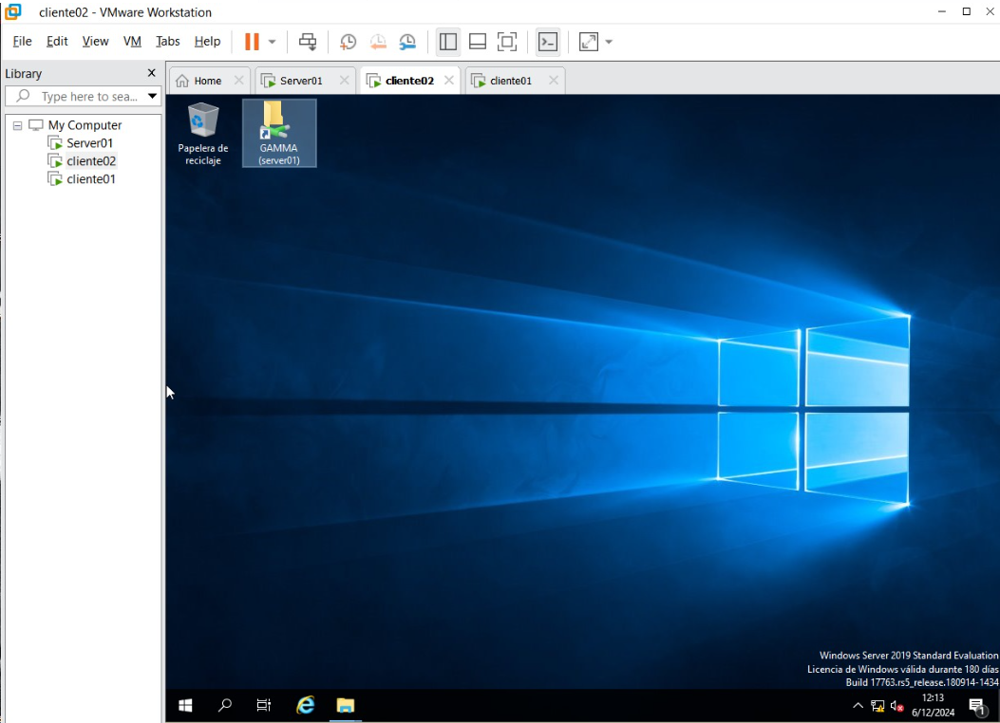 cliente02 - VMware Workstation
File Edit View VM Tabs Help
Library
Type here to sea...
Home
Server01
cliente02
cliente01
My Computer
Server01
cliente02
cliente01
Papelera de
reciclaje
GAMMA
(server01)
Windows Server 2019 Standard Evaluation
Licencia de Windows válida durante 180 días
Build 17763.rs5_release.180914-1434
12:13
6/12/2024
1